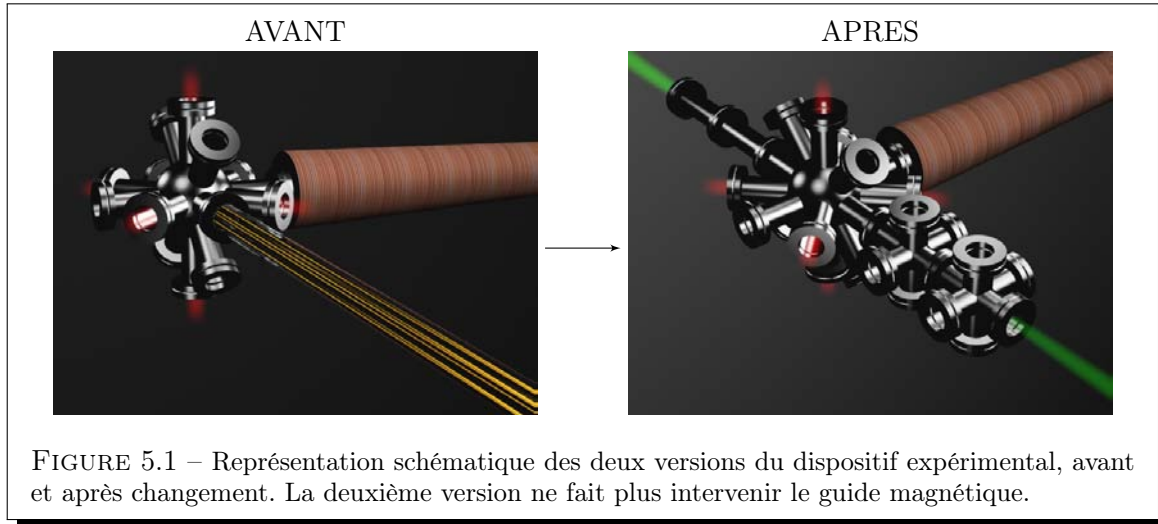 AVANT
APRES
FIGURE 5.1 – Représentation schématique des deux versions du dispositif expérimental, avant
et après changement. La deuxième version ne fait plus intervenir le guide magnétique.